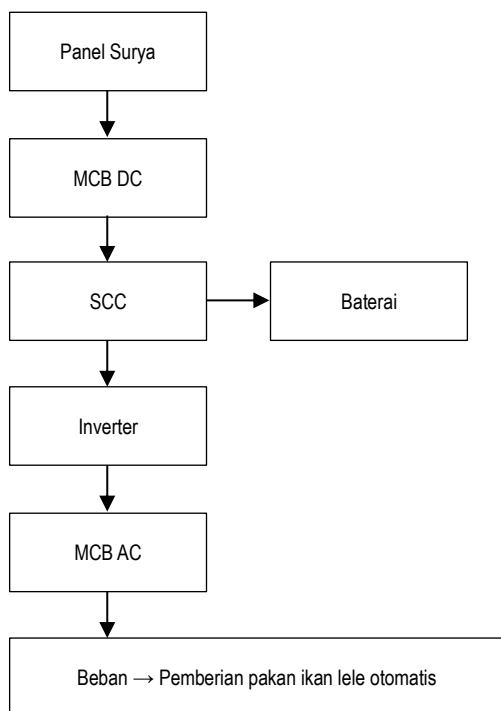 Panel Surya
MCB DC
SCC
Baterai
Inverter
MCB AC
Beban → Pemberian pakan ikan lele otomatis